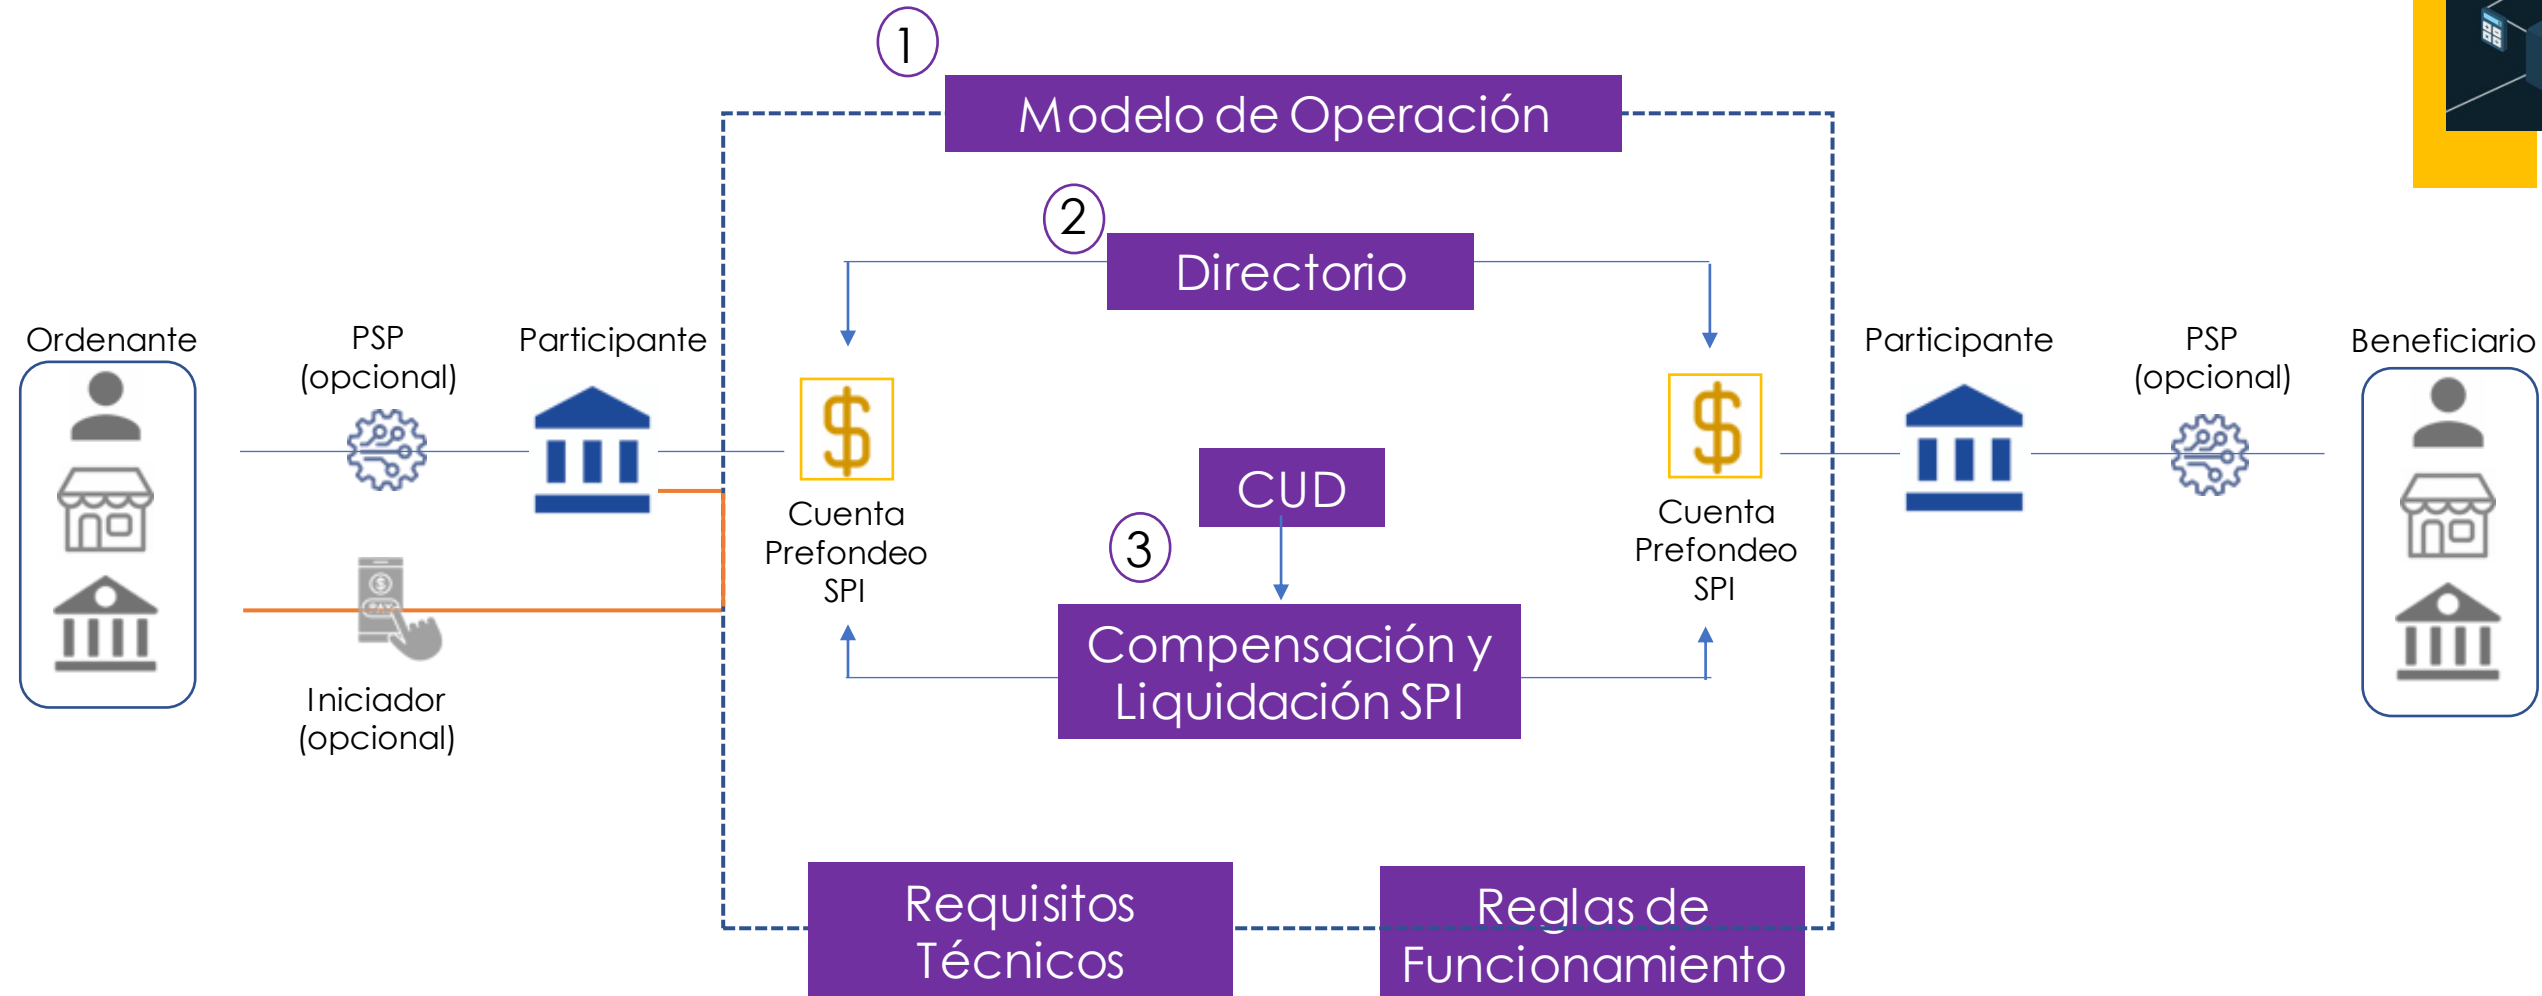 1
Modelo de Operación
2
Directorio
Ordenante
PSP
(opcional)
Participante
Participante
PSP
(opcional)
Beneficiario
CUD
Cuenta
Prefondeo
SPI
Cuenta
Prefondeo
SPI
3
Compensación y
Liquidación SPI
PAY
Iniciador
(opcional)
Requisitos
Técnicos
Reglas de
Funcionamiento